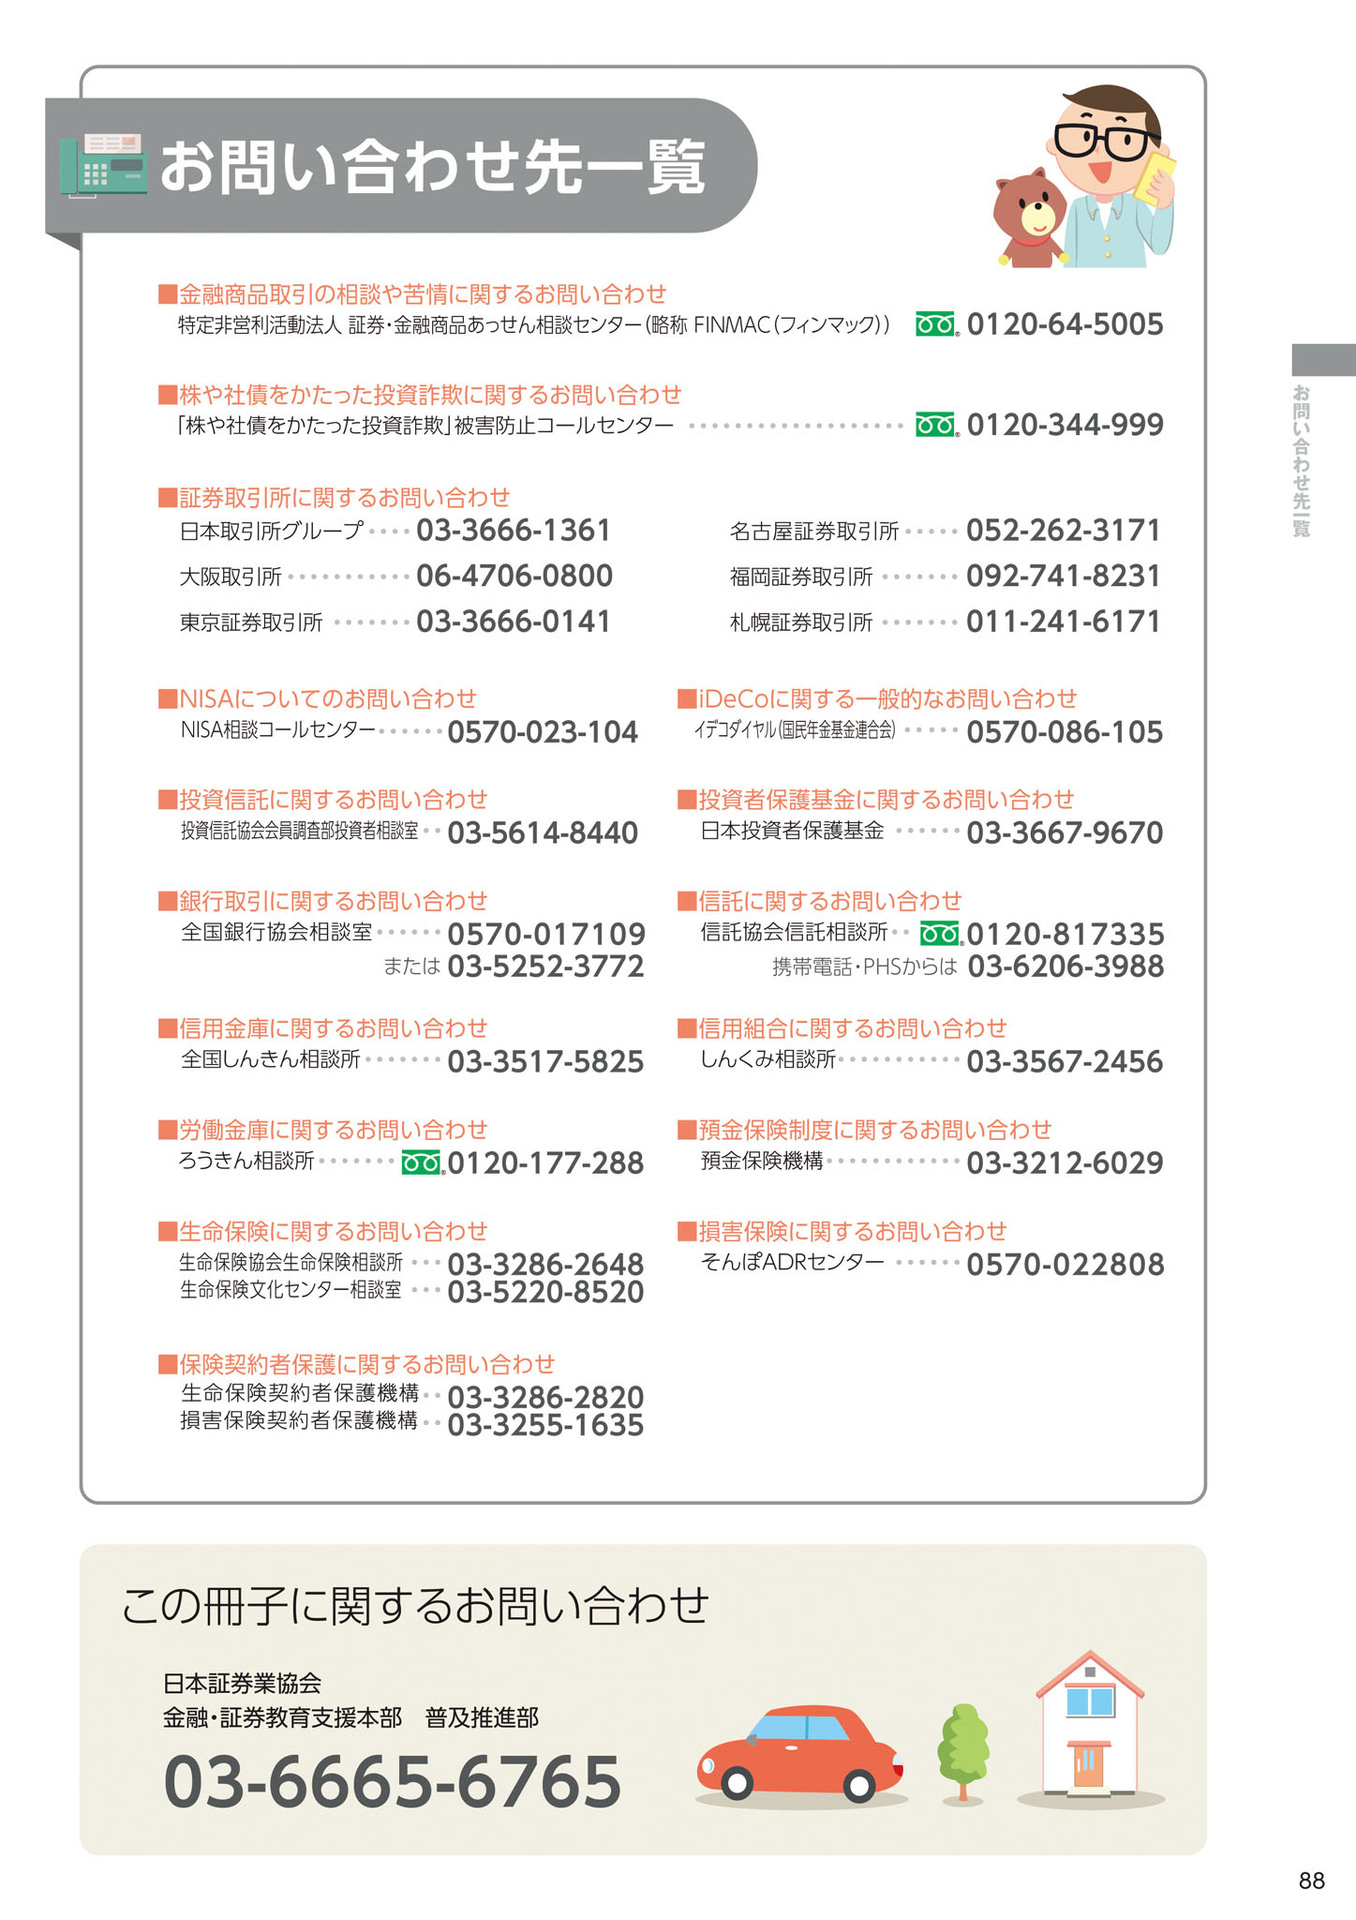 お問い合わせ先一覧
■金融商品取引の相談や苦情に関するお問い合わせ
特定非営利活動法人 証券・金融商品あっせん相談センター（略称 FINMAC（フィンマック）） 0120-64-5005
■株や社債をかたった投資詐欺に関するお問い合わせ
「株や社債をかたった投資詐欺」被害防止コールセンター ・・・・・・・・・・・・・・・・・・・ 0120-344-999
■証券取引所に関するお問い合わせ
日本取引所グループ・・・・ 03-3666-1361
大阪取引所・・・・・・・・・・・ 06-4706-0800
東京証券取引所 ・・・・・・・ 03-3666-0141
名古屋証券取引所・・・・・ 052-262-3171
福岡証券取引所 ・・・・・・・ 092-741-8231
札幌証券取引所 ・・・・・・・ 011-241-6171
■NISAについてのお問い合わせ
NISA相談コールセンター・・・・・・ 0570-023-104
■iDeCoに関する一般的なお問い合わせ
イデコダイヤル（国民年金基金連合会） ・・・・・ 0570-086-105
■投資信託に関するお問い合わせ
投資信託協会会員調査部投資者相談室・・ 03-5614-8440
■投資者保護基金に関するお問い合わせ
日本投資者保護基金 ・・・・・・ 03-3667-9670
■銀行取引に関するお問い合わせ
全国銀行協会相談室・・・・・・ 0570-017109
または 03-5252-3772
■信託に関するお問い合わせ
信託協会信託相談所・・ 0120-817335
携帯電話・PHSからは 03-6206-3988
■信用金庫に関するお問い合わせ
全国しんきん相談所・・・・・・・ 03-3517-5825
■信用組合に関するお問い合わせ
しんくみ相談所・・・・・・・・・・・ 03-3567-2456
■労働金庫に関するお問い合わせ
ろうきん相談所・・・・・・・ 0120-177-288
■預金保険制度に関するお問い合わせ
預金保険機構・・・・・・・・・・・・ 03-3212-6029
■生命保険に関するお問い合わせ
生命保険協会生命保険相談所 ・・・ 03-3286-2648
生命保険文化センター相談室 ・・・ 03-5220-8520
■損害保険に関するお問い合わせ
そんぽADRセンター ・・・・・・ 0570-022808
■保険契約者保護に関するお問い合わせ
生命保険契約者保護機構・・ 03-3286-2820
損害保険契約者保護機構・・ 03-3255-1635
この冊子に関するお問い合わせ
日本証券業協会
金融・証券教育支援本部　普及推進部
03-6665-6765
お問い合わせ先一覧
88